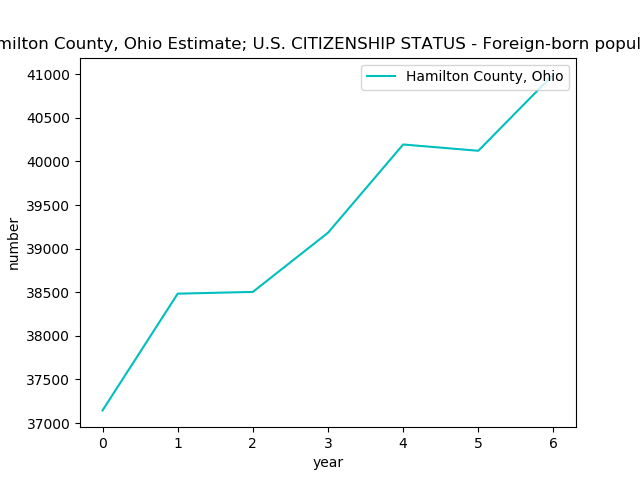 milton County, Ohio Estimate; U.S. CITIZENSHIP STATUS - Foreign-born popul
Hamilton County, Ohio
41000
40500
40000
39500
39000
38500
38000
37500
37000
number
0 1 2 3 4 5 6
year